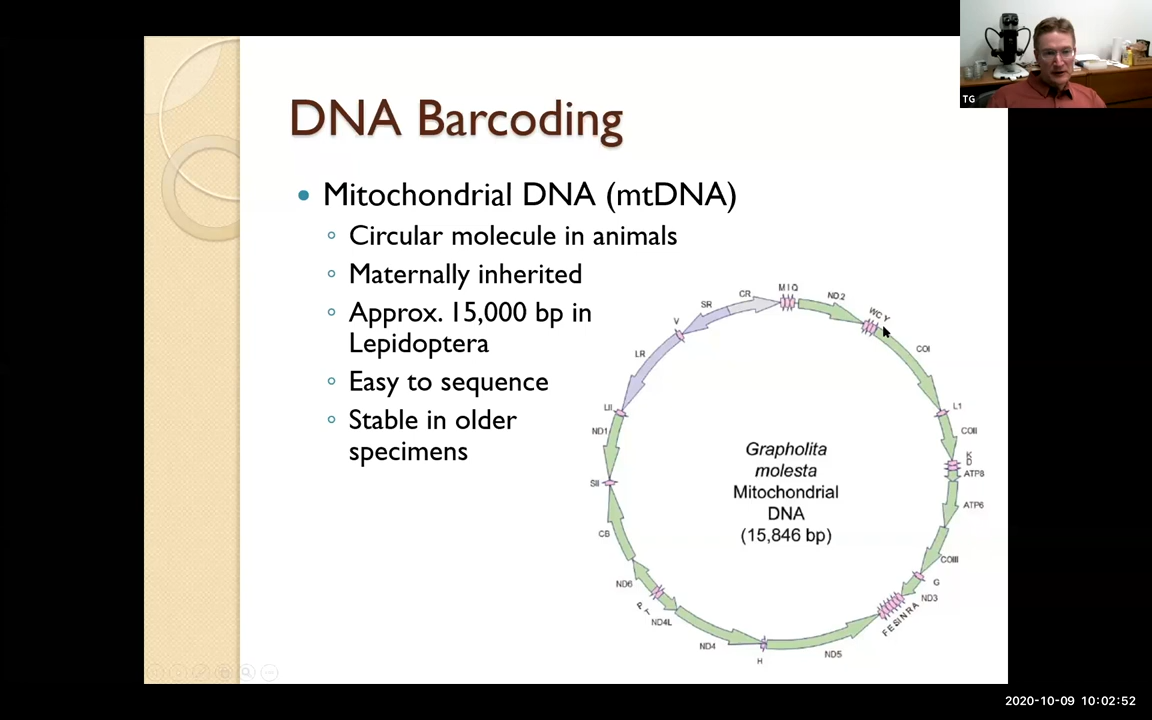 TG
DNA Barcoding
Mitochondrial DNA (mtDNA)
Circular molecule in animals
Maternally inherited
Approx. 15,000 bp in
Lepidoptera
Easy to sequence
Stable in older
specimens
M I Q
ND2
W C Y
COI
L1
COII
K
D
ATP8
ATP6
COIII
G
ND3
F E S I N R A
ND5
H
ND4
ND4L
P T
ND6
CB
SII
ND1
LII
LR
V
SR
CR
Grapholita
molesta
Mitochondrial
DNA
(15,846 bp)
2020-10-09 10:02:52